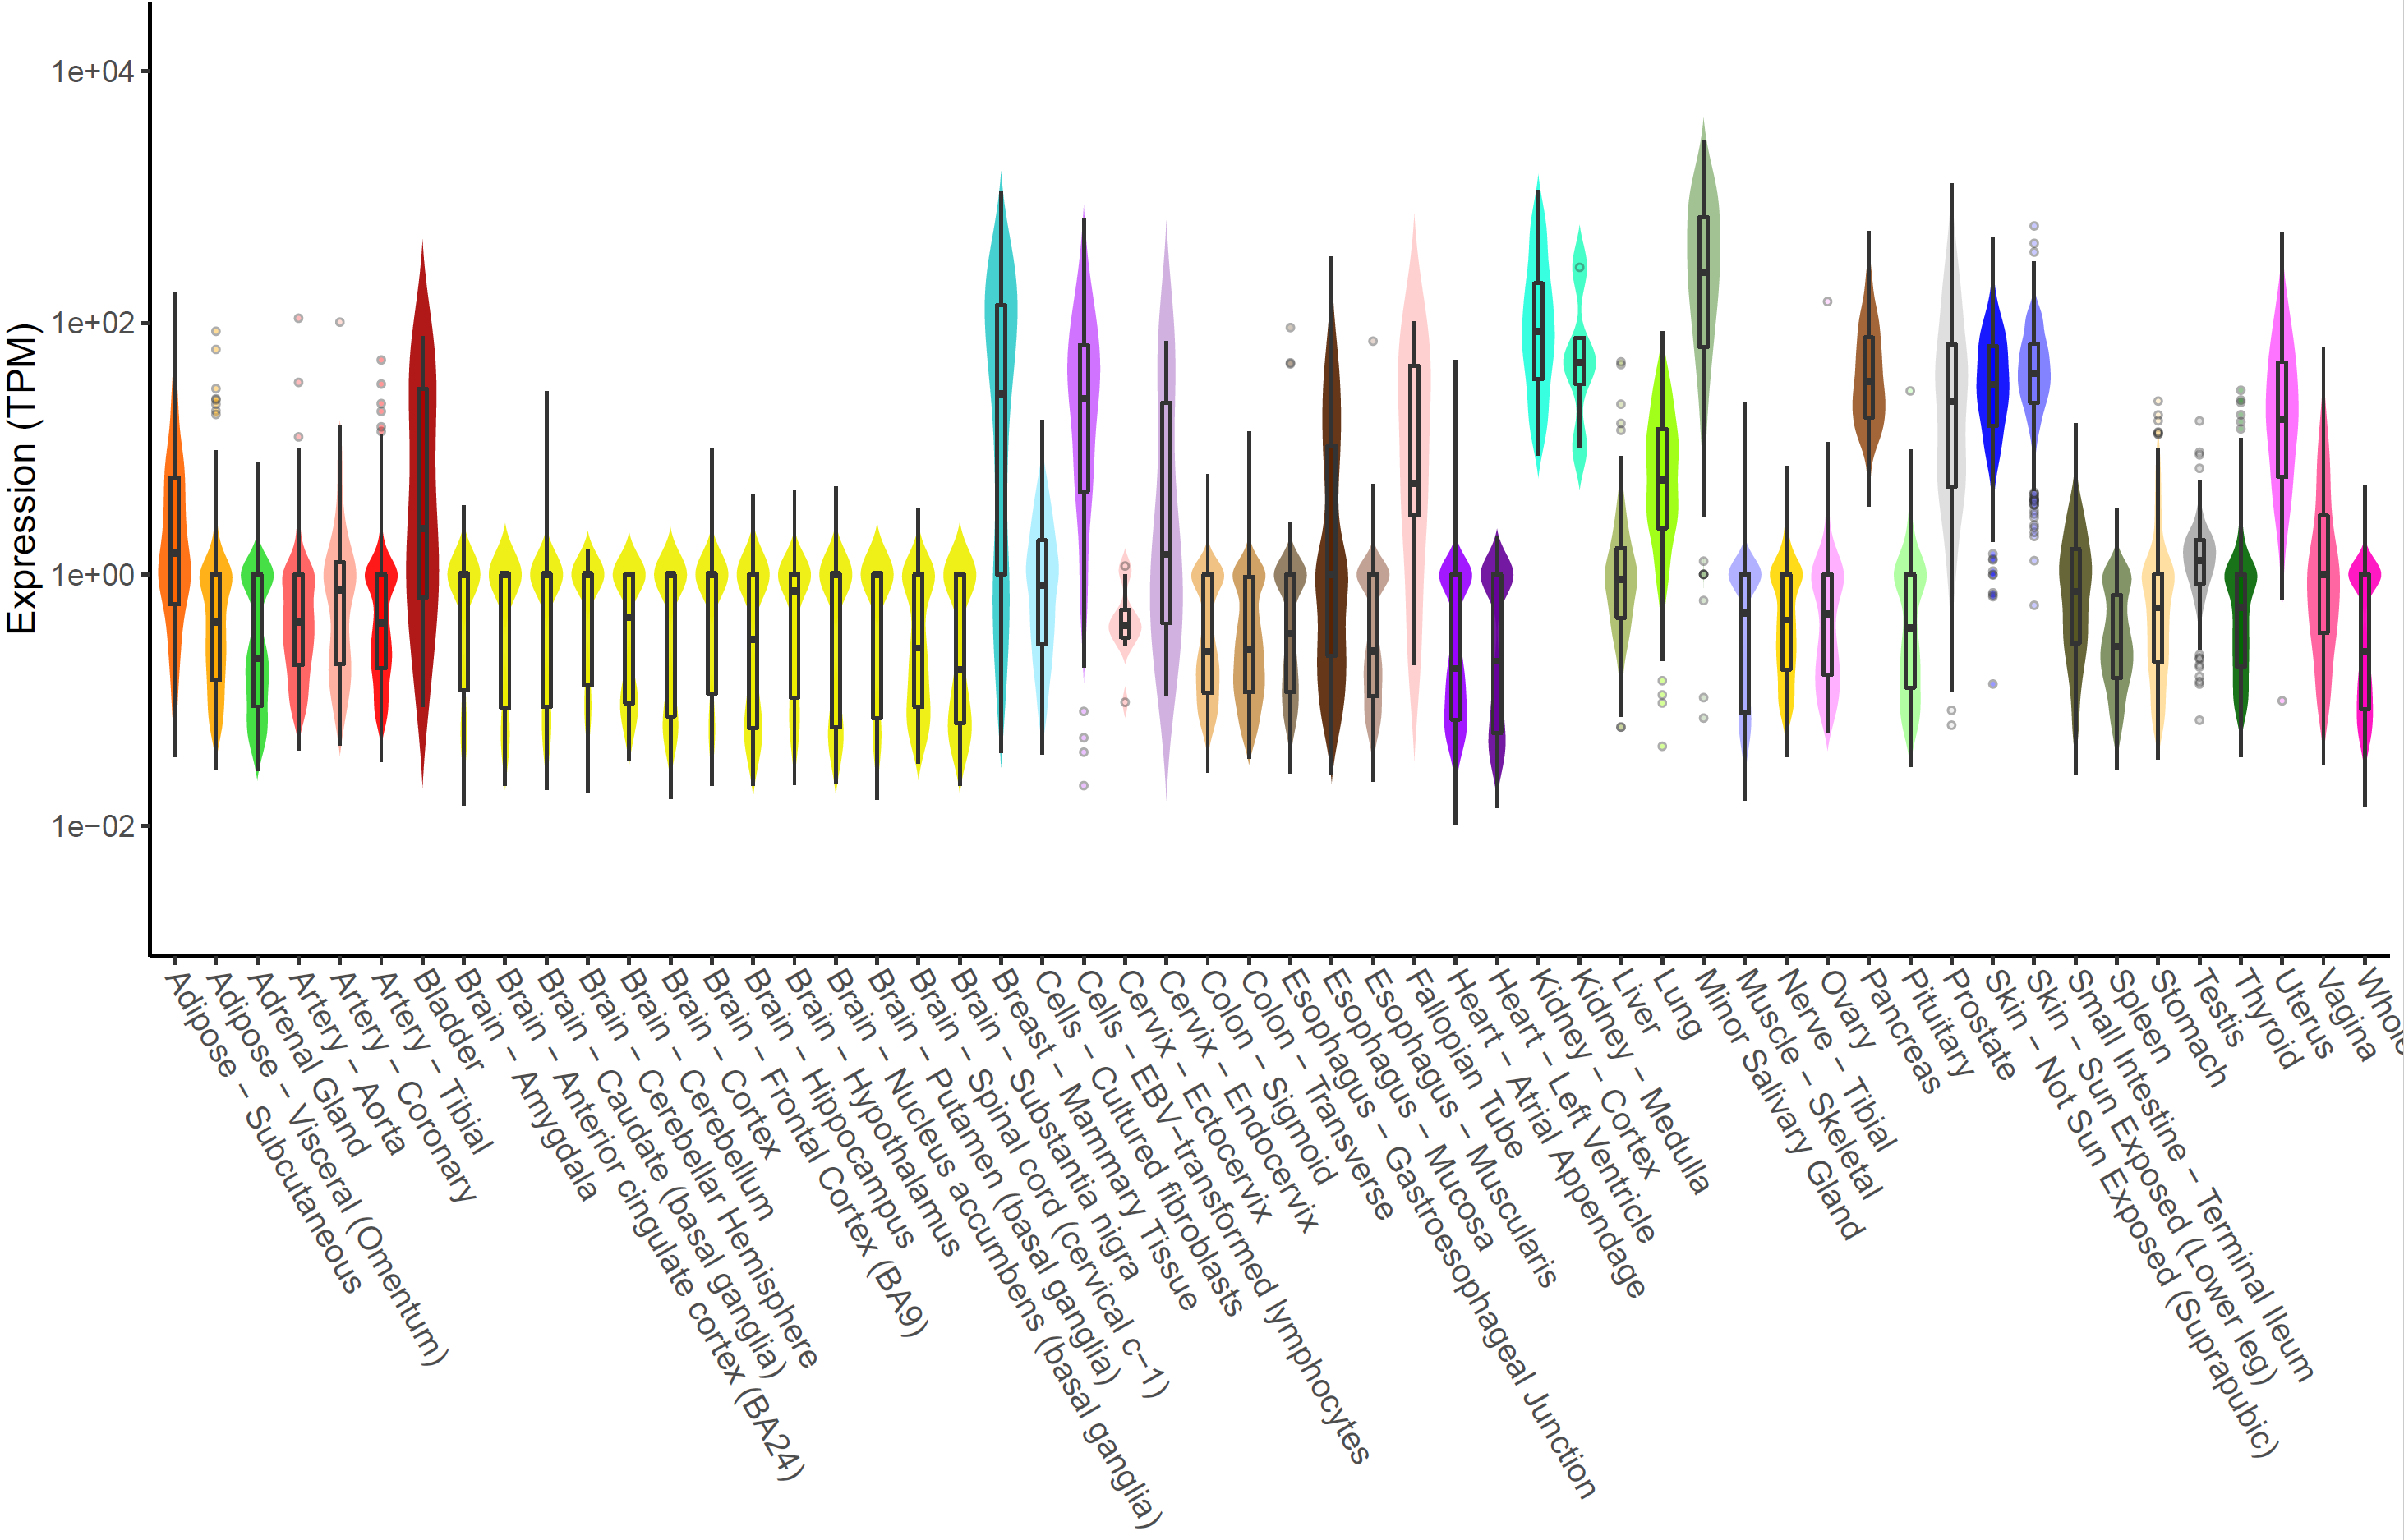 Expression (TPM)
1e+04
1e+02
1e+00
1e−02
Adipose − Subcutaneous
Adipose − Visceral (Omentum)
Adrenal Gland
Artery − Aorta
Artery − Coronary
Artery − Tibial
Bladder
Brain − Amygdala
Brain − Anterior cingulate cortex (BA24)
Brain − Caudate (basal ganglia)
Brain − Cerebellar Hemisphere
Brain − Cerebellum
Brain − Cortex
Brain − Frontal Cortex (BA9)
Brain − Hippocampus
Brain − Hypothalamus
Brain − Nucleus accumbens (basal ganglia)
Brain − Putamen (basal ganglia)
Brain − Spinal cord (cervical c−1)
Brain − Substantia nigra
Breast − Mammary Tissue
Cells − Cultured fibroblasts
Cells − EBV−transformed lymphocytes
Cervix − Ectocervix
Cervix − Endocervix
Colon − Sigmoid
Colon − Transverse
Esophagus − Gastroesophageal Junction
Esophagus − Mucosa
Esophagus − Muscularis
Fallopian Tube
Heart − Atrial Appendage
Heart − Left Ventricle
Kidney − Cortex
Kidney − Medulla
Liver
Lung
Minor Salivary Gland
Muscle − Skeletal
Nerve − Tibial
Ovary
Pancreas
Pituitary
Prostate
Skin − Not Sun Exposed (Suprapubic)
Skin − Sun Exposed (Lower leg)
Small Intestine − Terminal Ileum
Spleen
Stomach
Testis
Thyroid
Uterus
Vagina
Whole